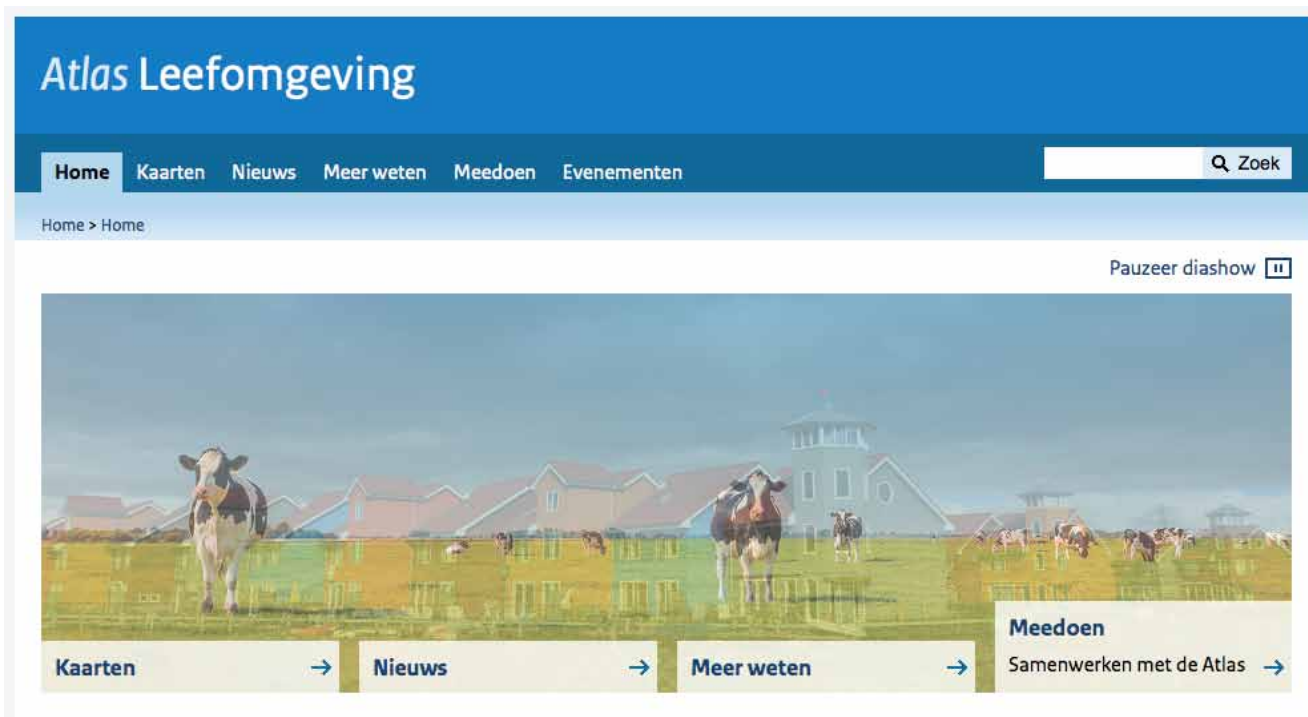 Atlas Leefomgeving
Home Kaarten Nieuws Meer weten Meedoen Evenementen Zoek
Home > Home
Pauzeer diashow
Kaarten
Nieuws
Meer weten
Meedoen
Samenwerken met de Atlas